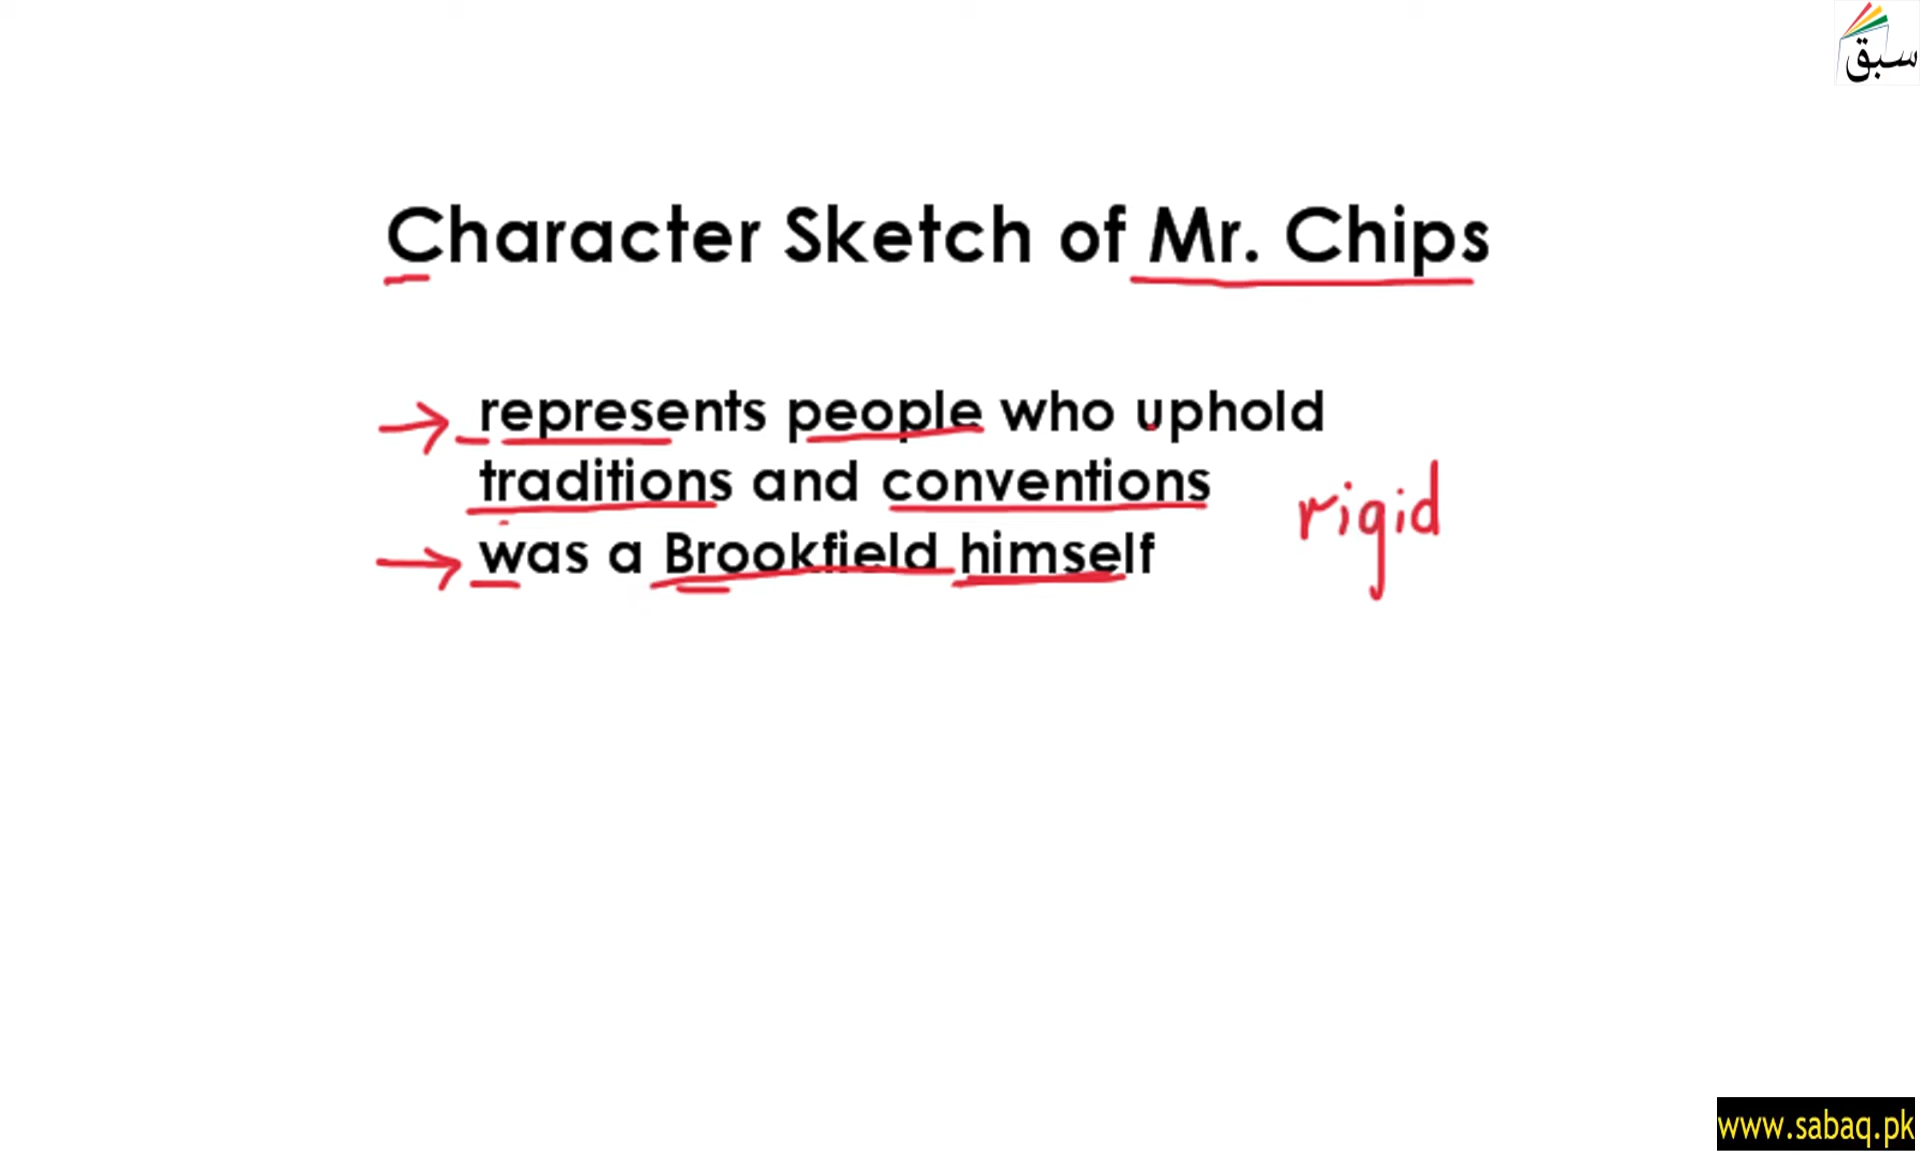 سبق
Character Sketch of Mr. Chips
represents people who uphold
traditions and conventions
rigid
was a Brookfield himself
www.sabaq.pk